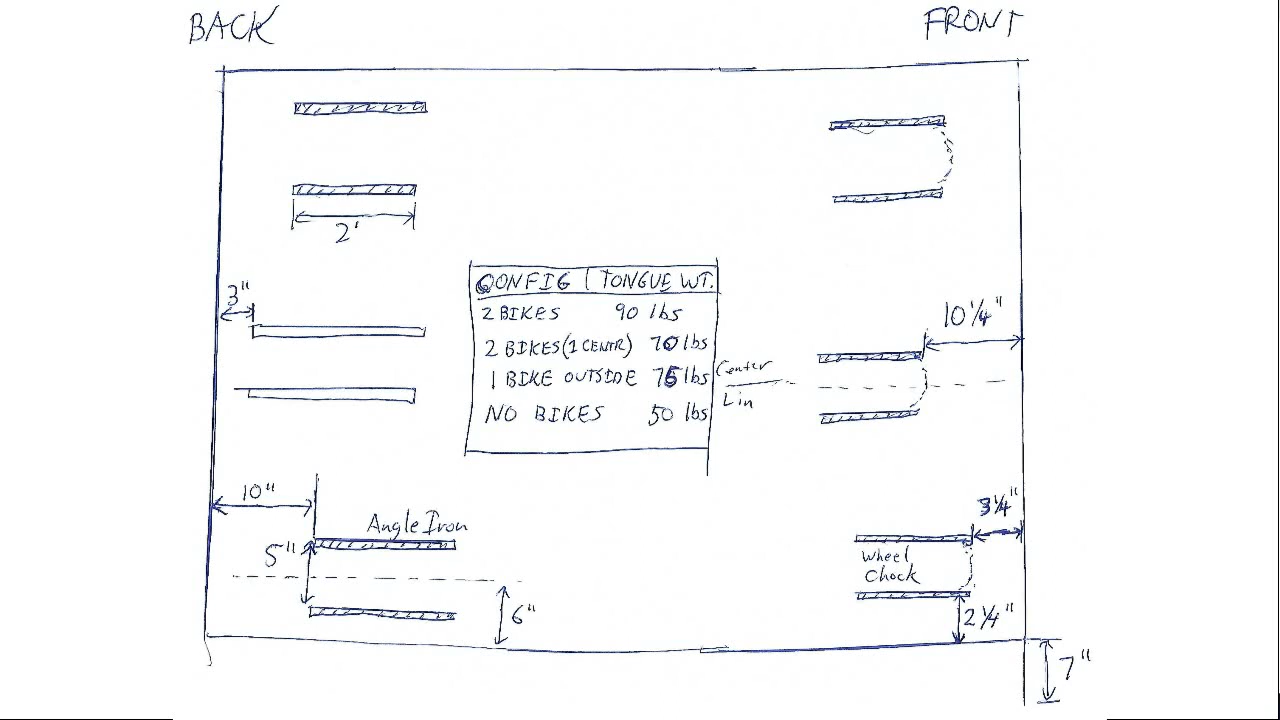 BACK
FRONT
2'
3"
CONFIG | TONGUE WT.
2 BIKES 90 lbs
2 BIKES (1 CENTR) 70 lbs
1 BIKE OUTSIDE 75 lbs
NO BIKES 50 lbs
Center
Lin
10 1/4"
10"
Angle Iron
5"
6"
3 1/4"
Wheel
Chock
2 1/4"
7"